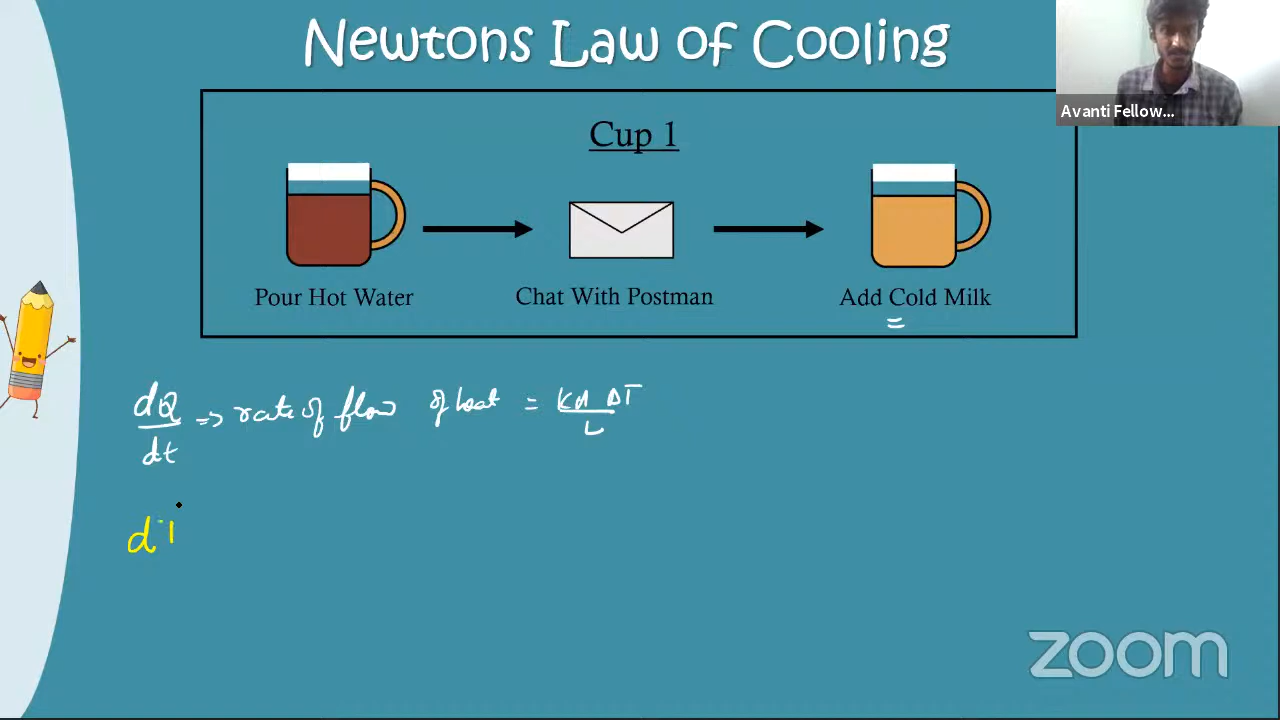 Newtons Law of Cooling
Avanti Fellow...
Cup 1
Pour Hot Water
Chat With Postman
Add Cold Milk
=
dQ/dt => rate of flow of heat = KA ΔT/L
dT
zoom